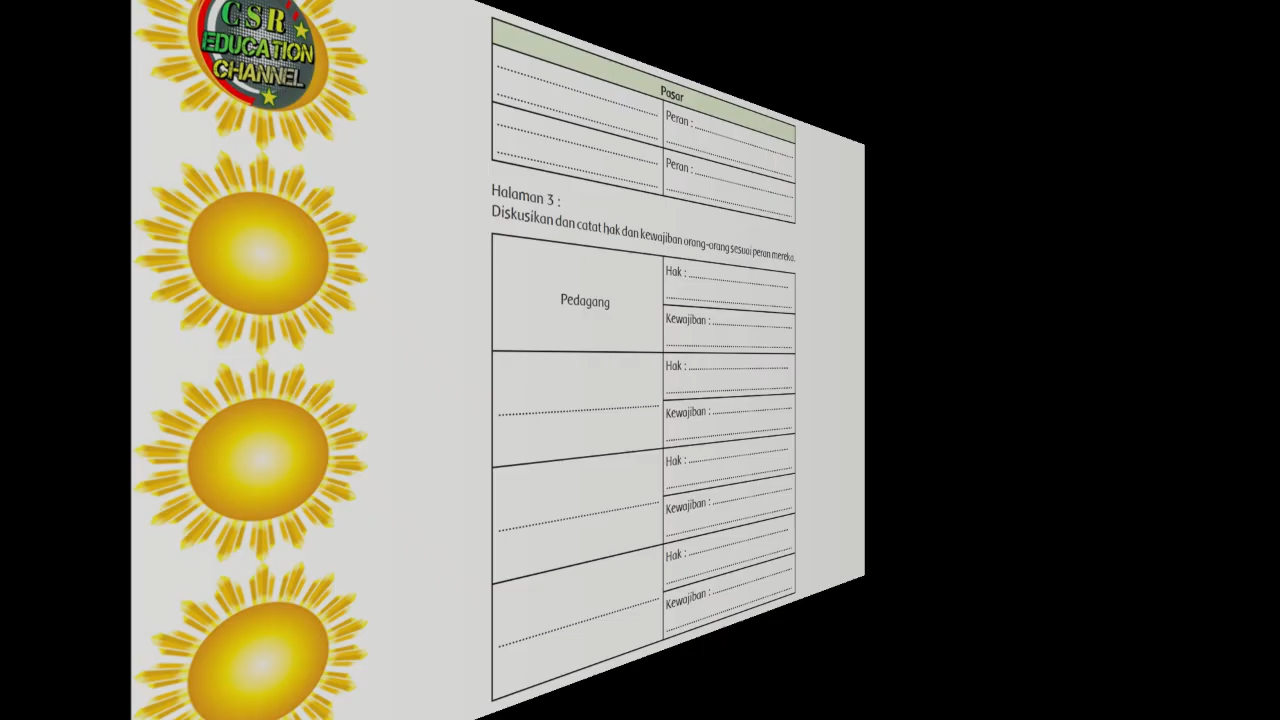 CSR
EDUCATION
CHANNEL
Pasar
Peran :
Peran :
Halaman 3 :
Diskusikan dan catat hak dan kewajiban orang-orang sesuai peran mereka.
Pedagang
Hak :
Kewajiban :
Hak :
Kewajiban :
Hak :
Kewajiban :
Hak :
Kewajiban :